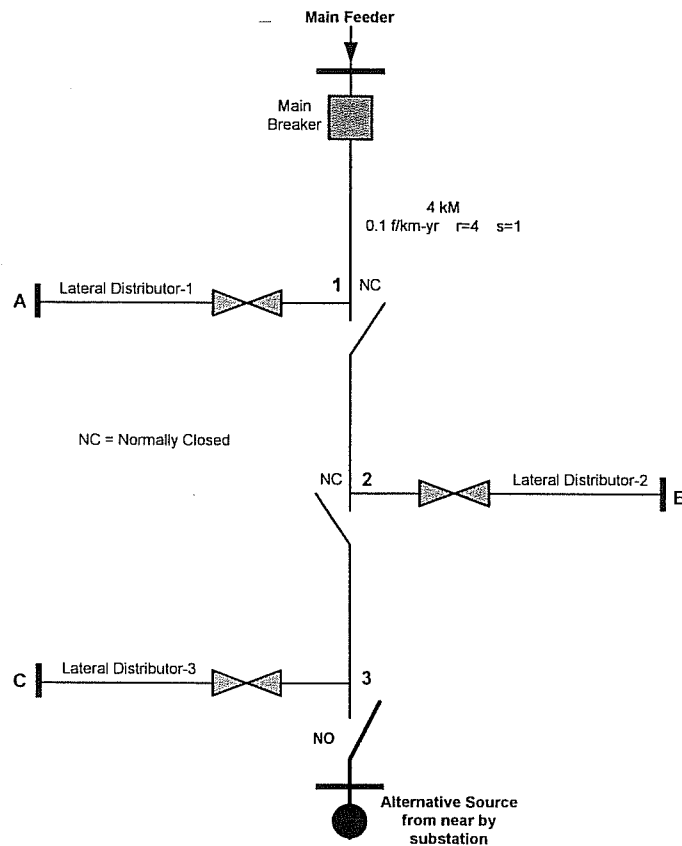 Main Feeder
Main
Breaker
4 kM
0.1 f/km-yr r=4 s=1
Lateral Distributor-1
A
1
NC
NC = Normally Closed
NC
2
Lateral Distributor-2
E
Lateral Distributor-3
C
3
NO
Alternative Source
from near by
substation